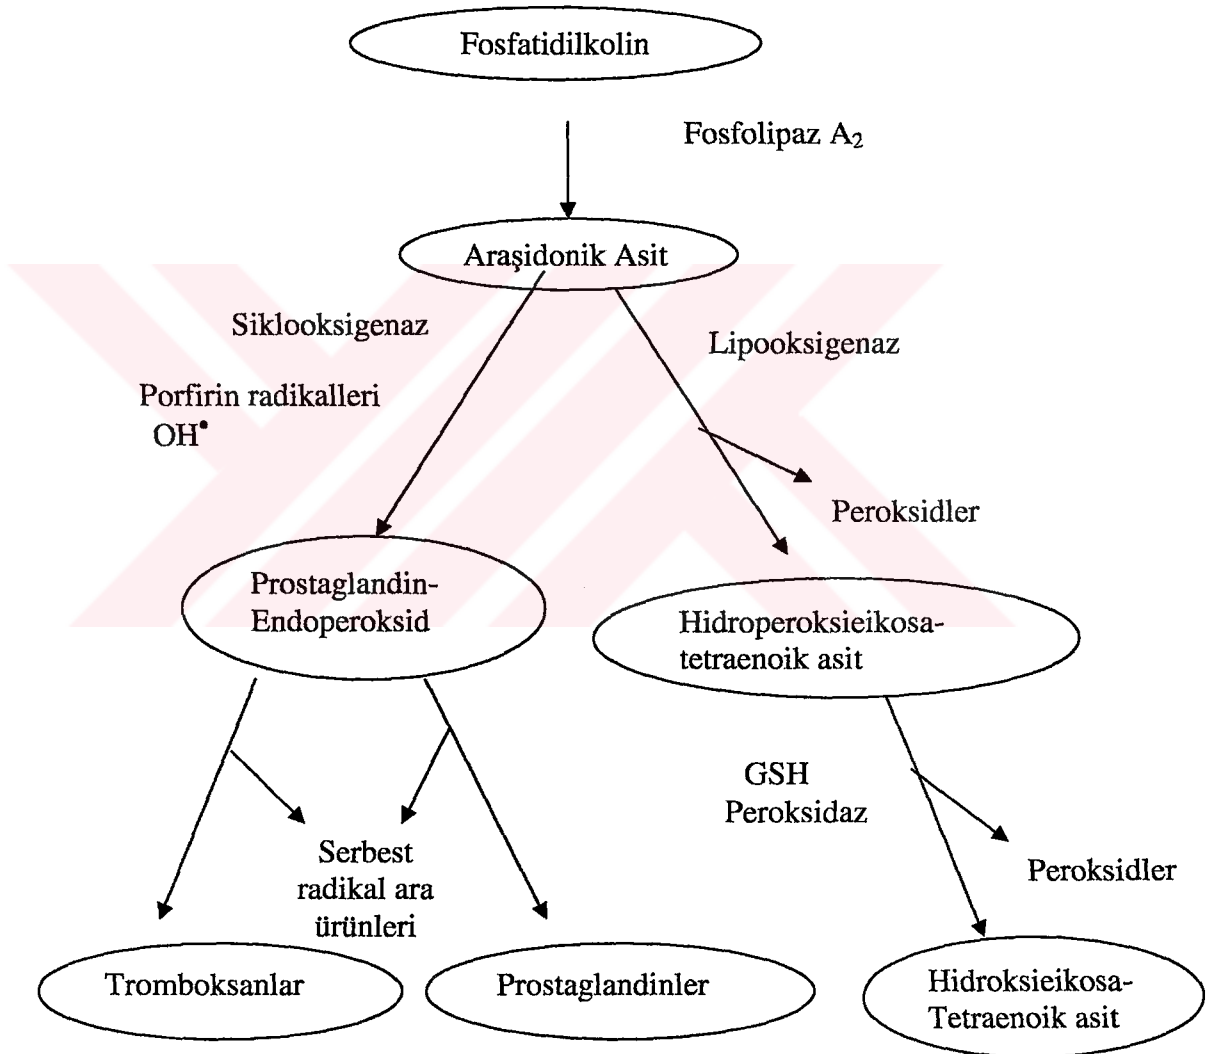 Fosfatidilkolin
Fosfolipaz A₂
Araşidonik Asit
Siklooksigenaz
Lipooksigenaz
Porfirin radikalleri
OH•
Peroksidler
Prostaglandin-
Endoperoksid
Hidroperoksieikosa-
tetraenoik asit
GSH
Peroksidaz
Serbest
radikal ara
ürünleri
Peroksidler
Tromboksanlar
Prostaglandinler
Hidroksieikosa-
Tetraenoik asit